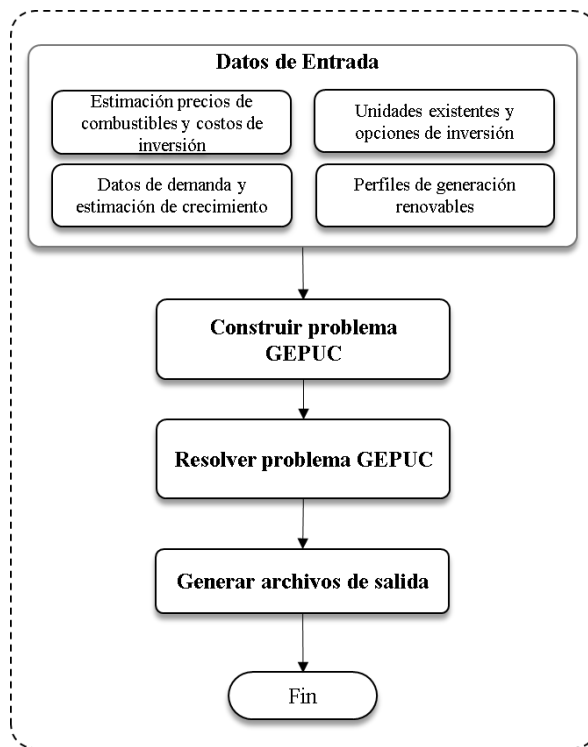 Datos de Entrada
Estimación precios de
combustibles y costos de
inversión
Unidades existentes y
opciones de inversión
Datos de demanda y
estimación de crecimiento
Perfiles de generación
renovables
Construir problema
GEPUC
Resolver problema GEPUC
Generar archivos de salida
Fin